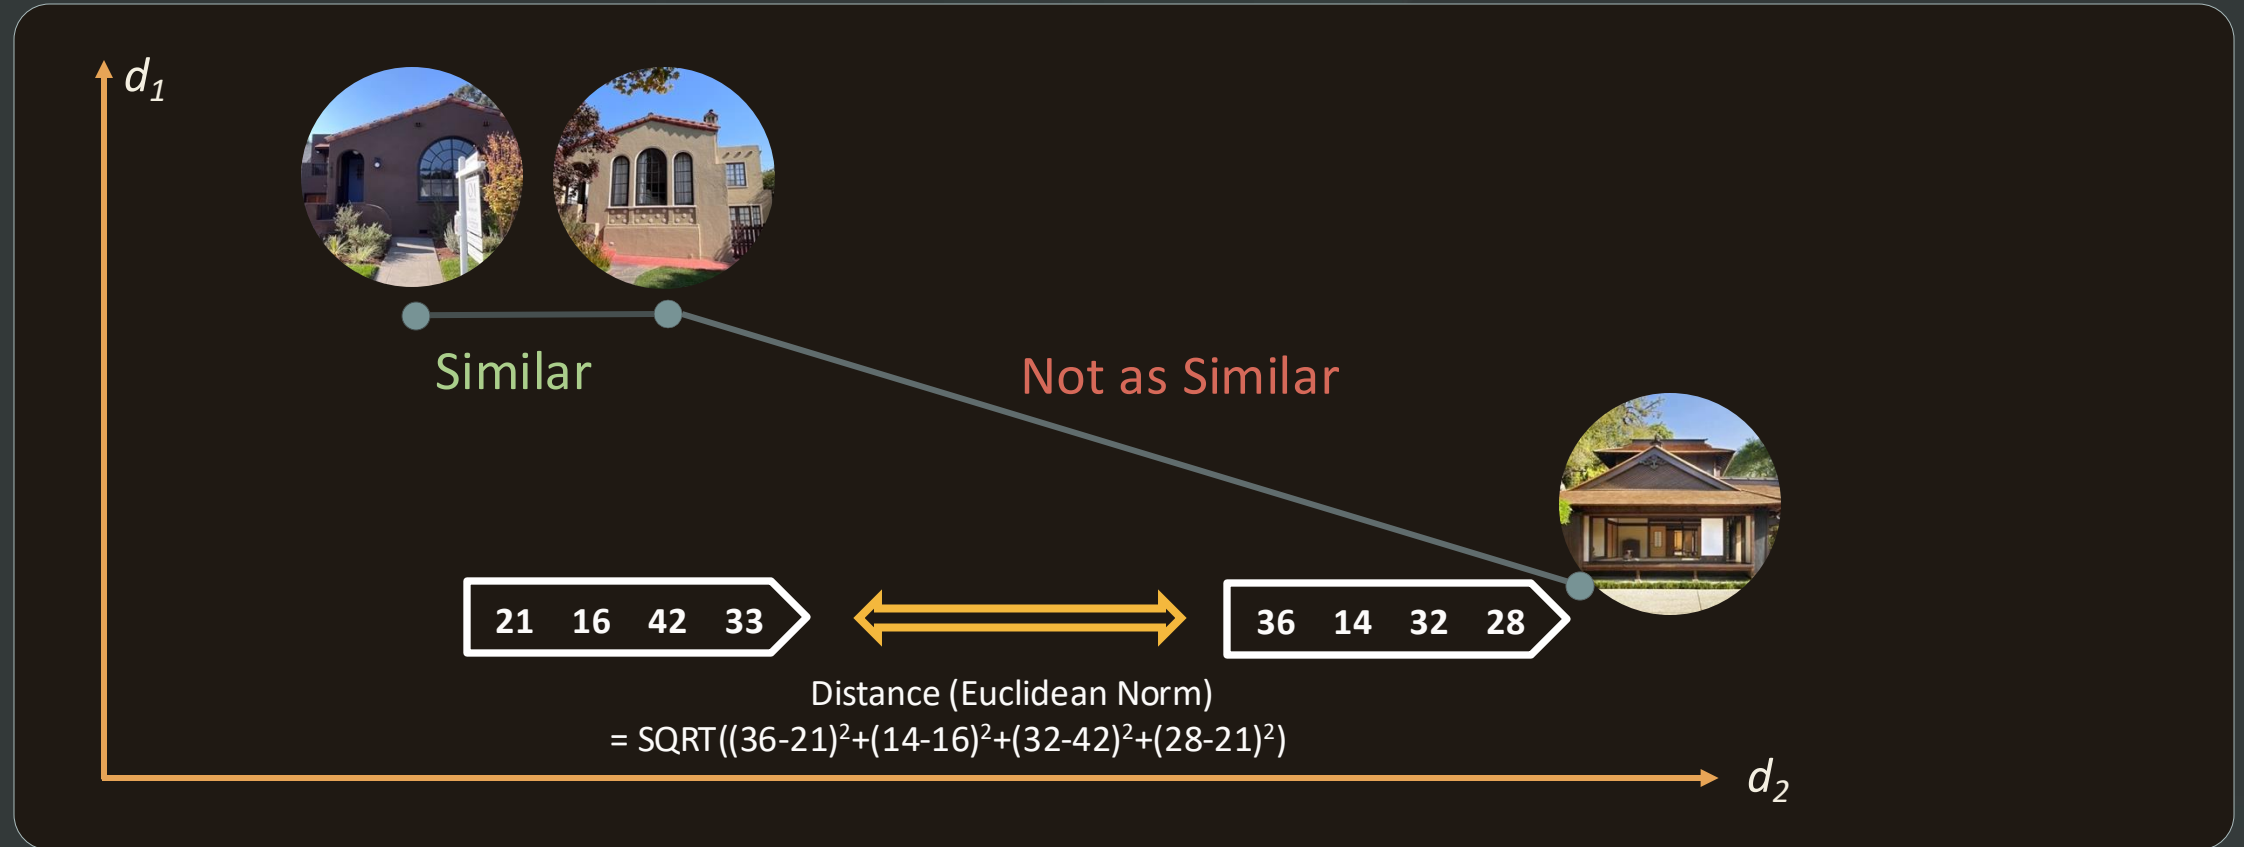 d1
Similar
Not as Similar
21 16 42 33
36 14 32 28
Distance (Euclidean Norm)
= SQRT((36-21)²+(14-16)²+(32-42)²+(28-21)²)
d2